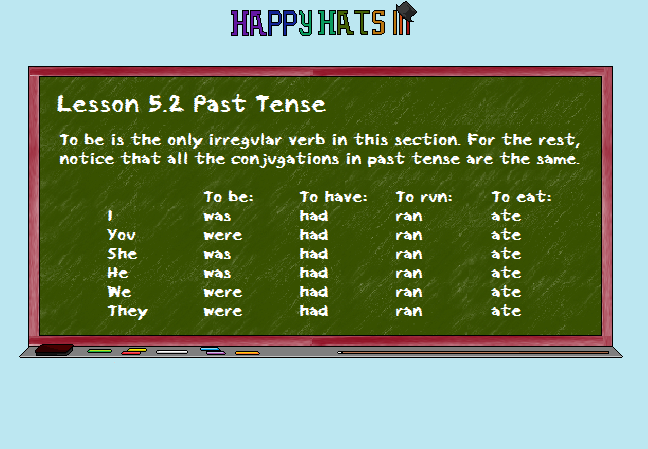 HAPPY HATS III
Lesson 5.2 Past Tense
To be is the only irregular verb in this section. For the rest,
notice that all the conjugations in past tense are the same.
To be: To have: To run: To eat:
I was had ran ate
You were had ran ate
She was had ran ate
He was had ran ate
We were had ran ate
They were had ran ate